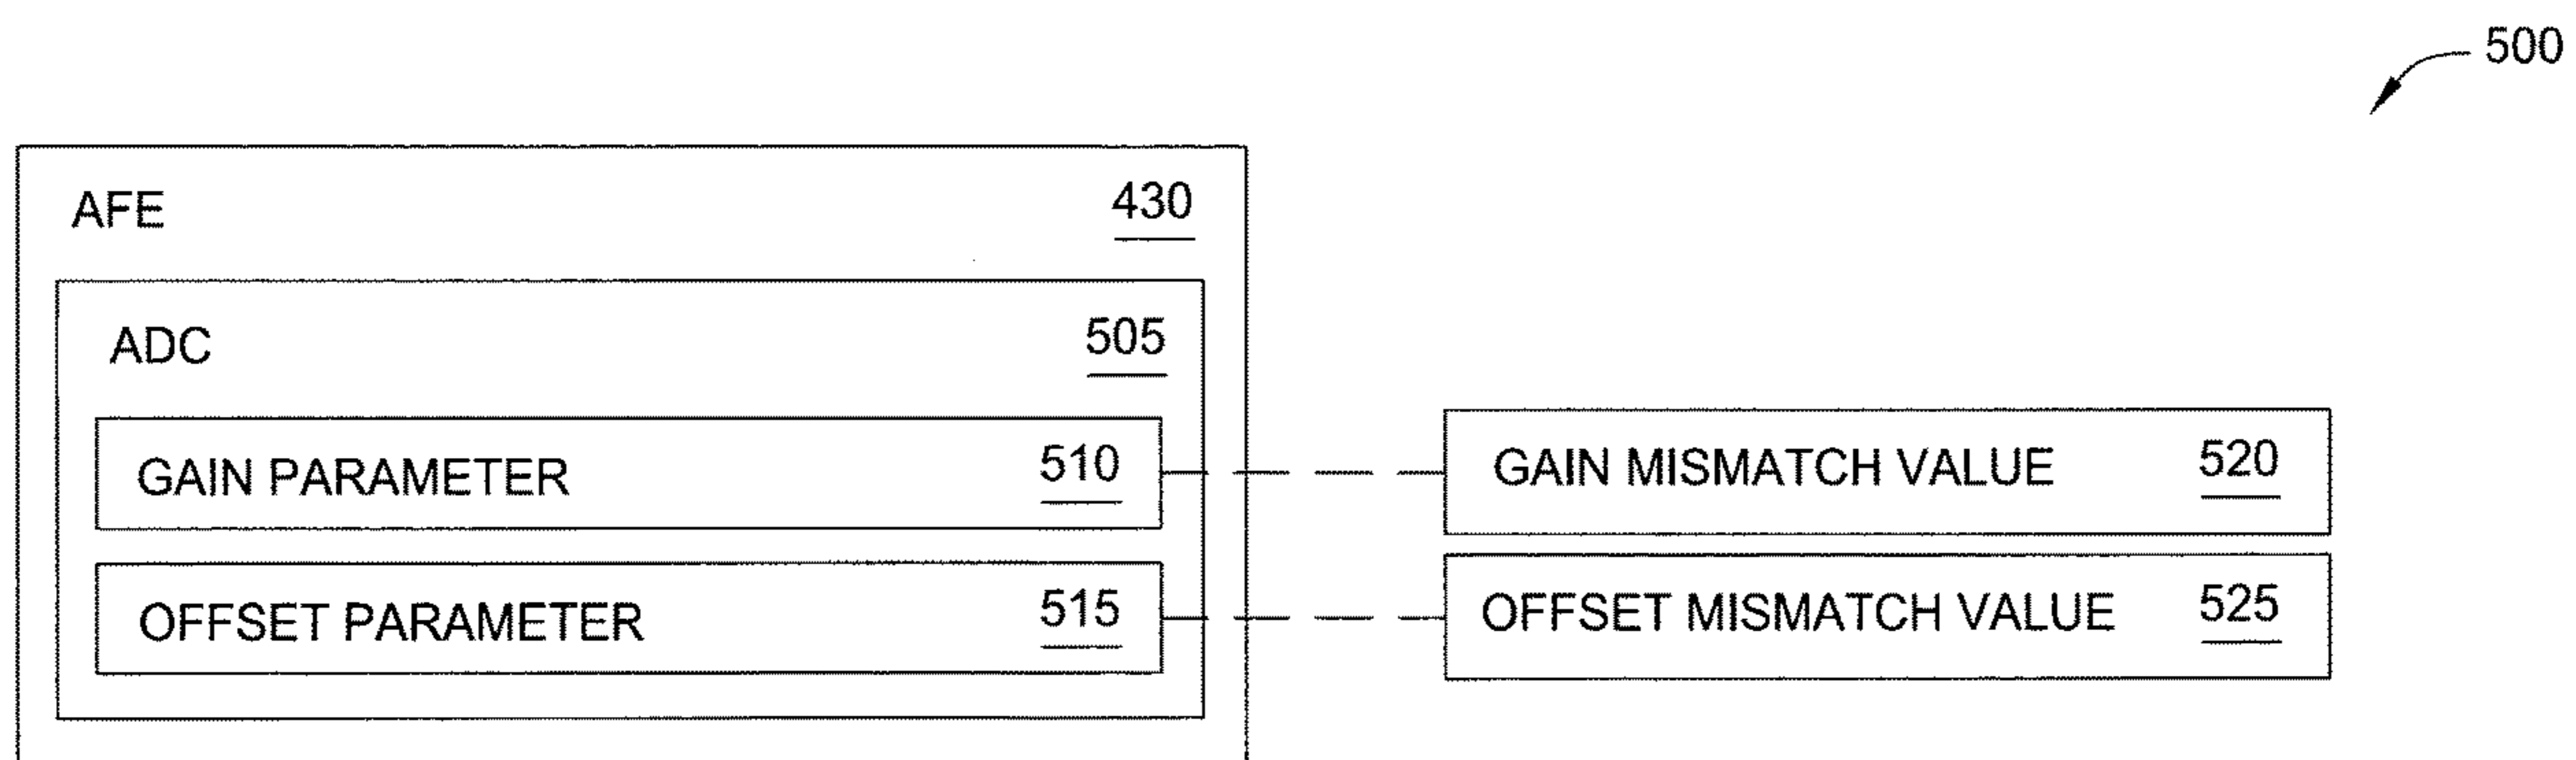 500
AFE 430
ADC 505
GAIN PARAMETER 510 GAIN MISMATCH VALUE 520
OFFSET PARAMETER 515 OFFSET MISMATCH VALUE 525